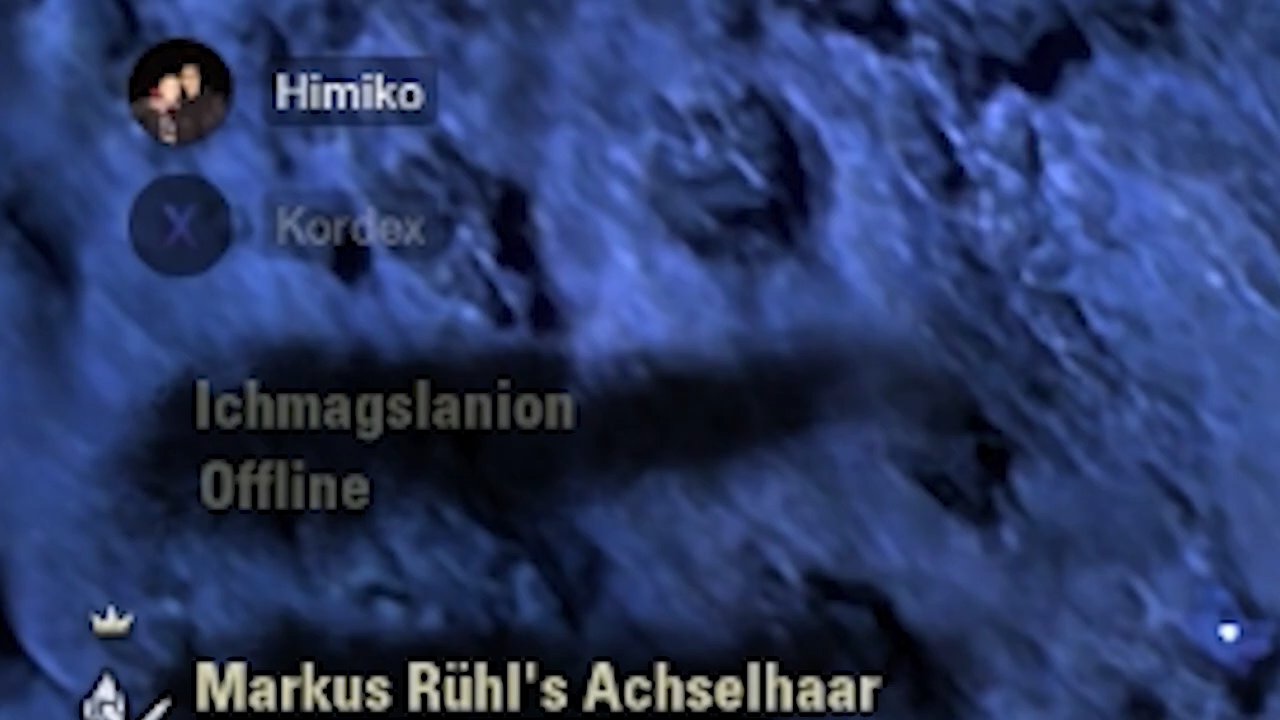 Himiko
X Kordex
Ichmagslanion
Offline
Markus Rühl's Achselhaar